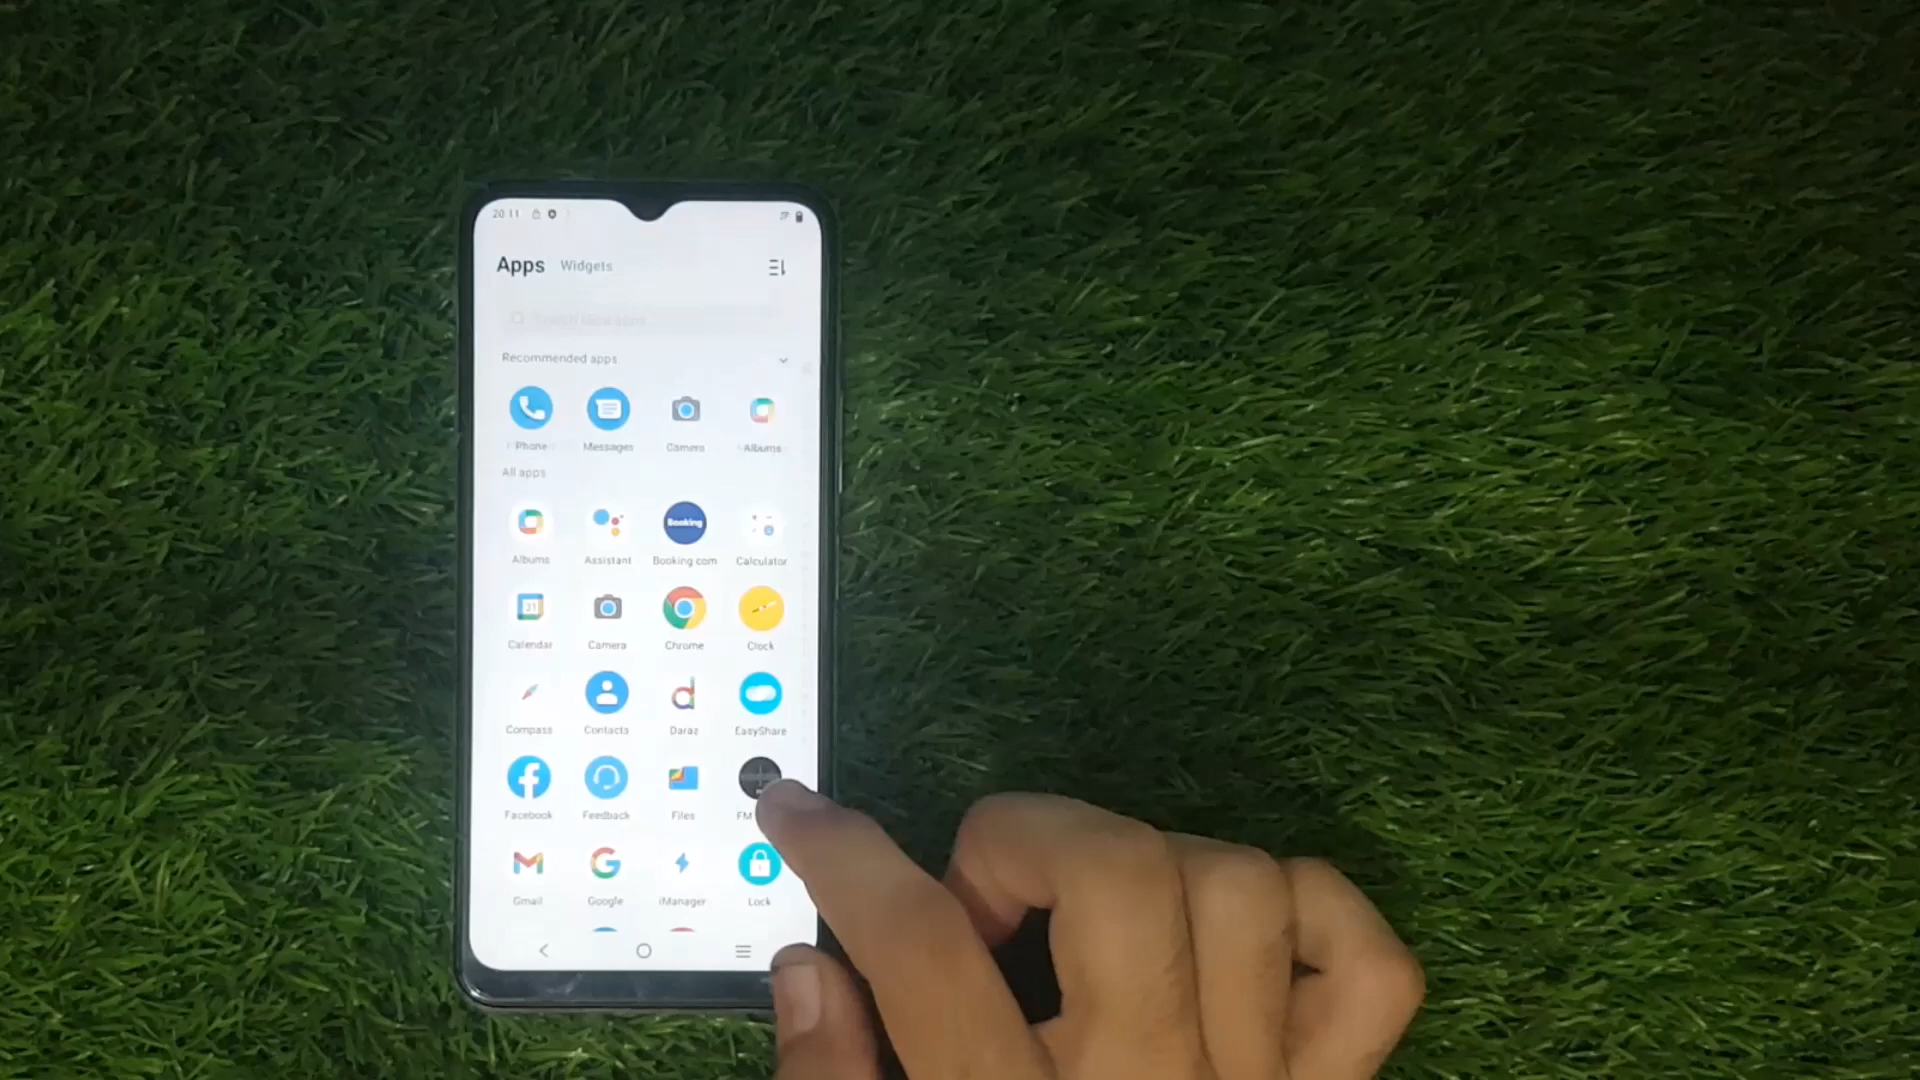 20 11
Apps Widgets
Recommended apps
Phone Messages Camera Albums
All apps
Booking
Albums Assistant Booking com Calculator
31
Calendar Camera Chrome Clock
Compass Contacts Daraz EasyShare
Facebook Feedback Files FM
Gmail Google iManager Lock